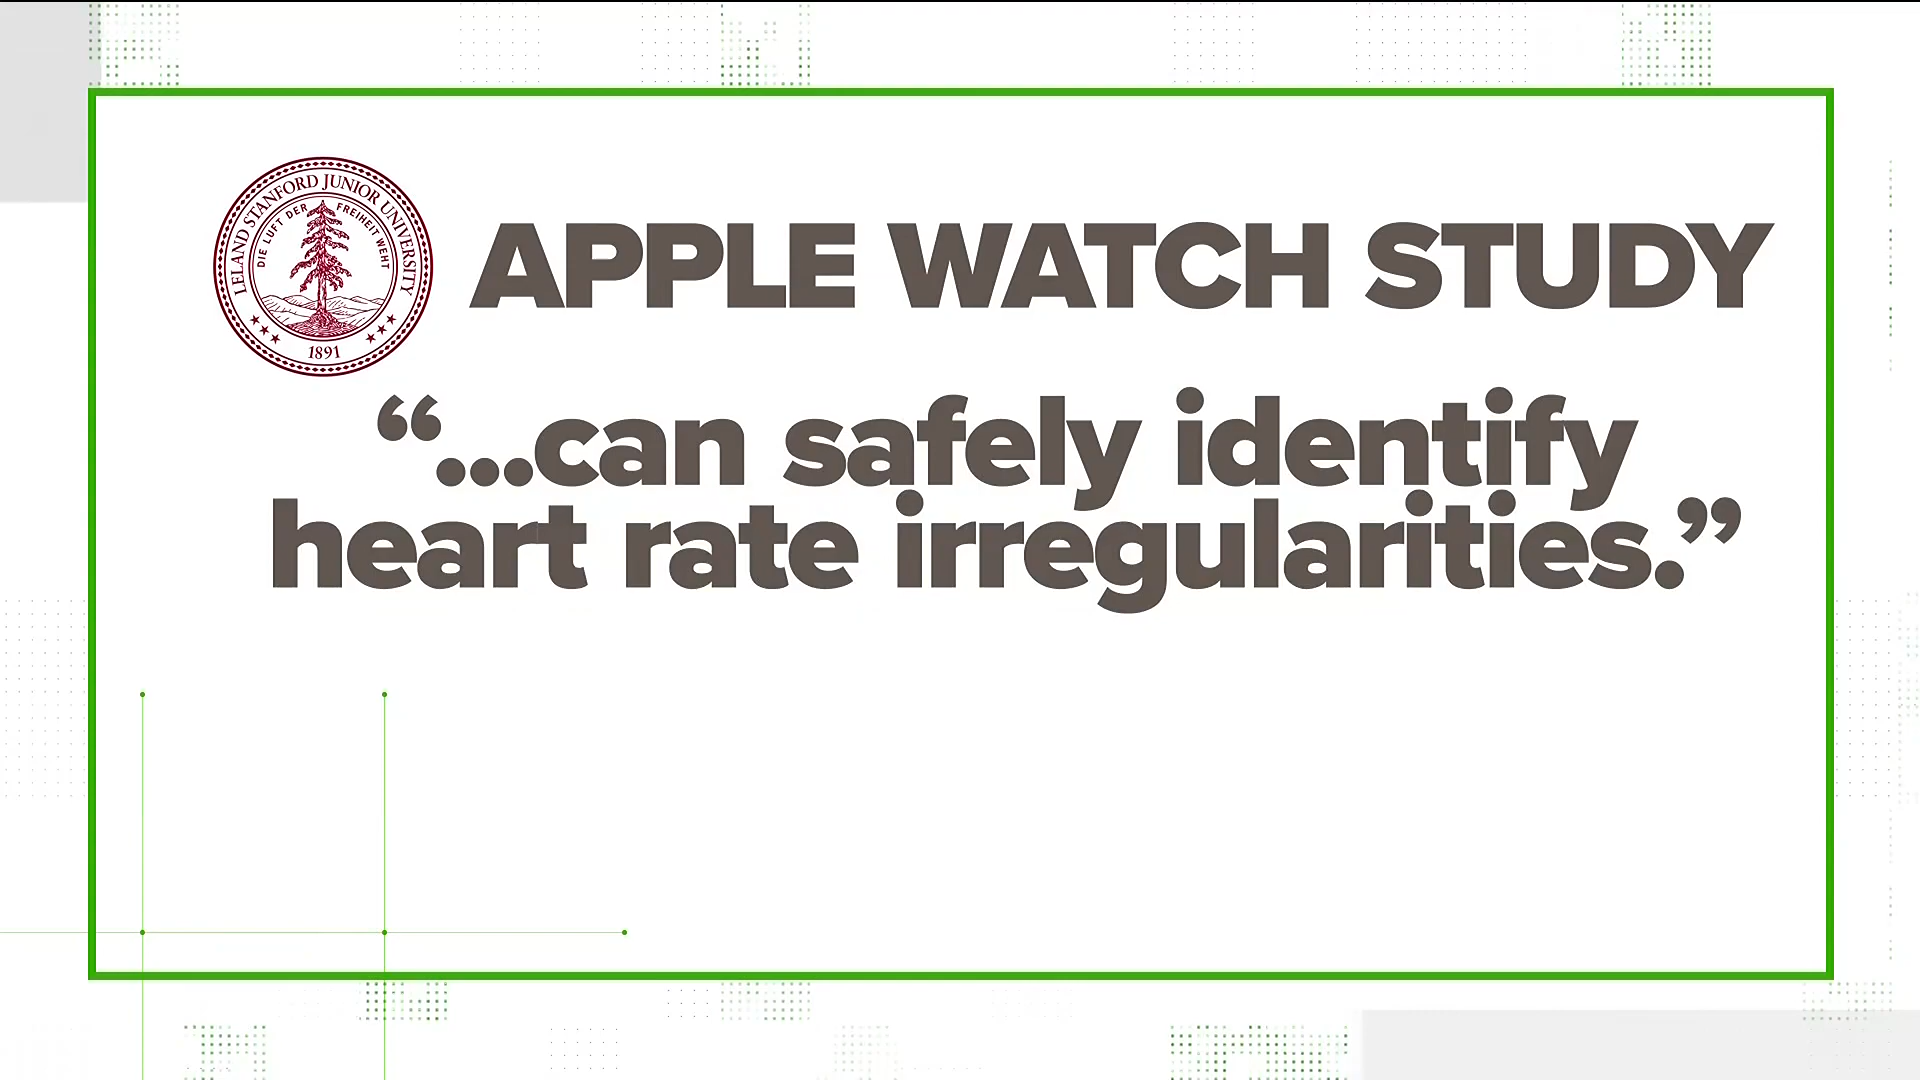 LELAND STANFORD JUNIOR UNIVERSITY
DIE LUFT DER FREIHEIT WEHT
1891
APPLE WATCH STUDY
“...can safely identify
heart rate irregularities.”